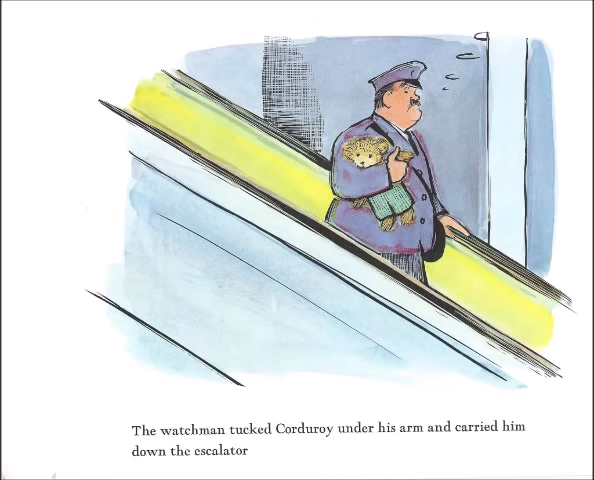 The watchman tucked Corduroy under his arm and carried him
down the escalator